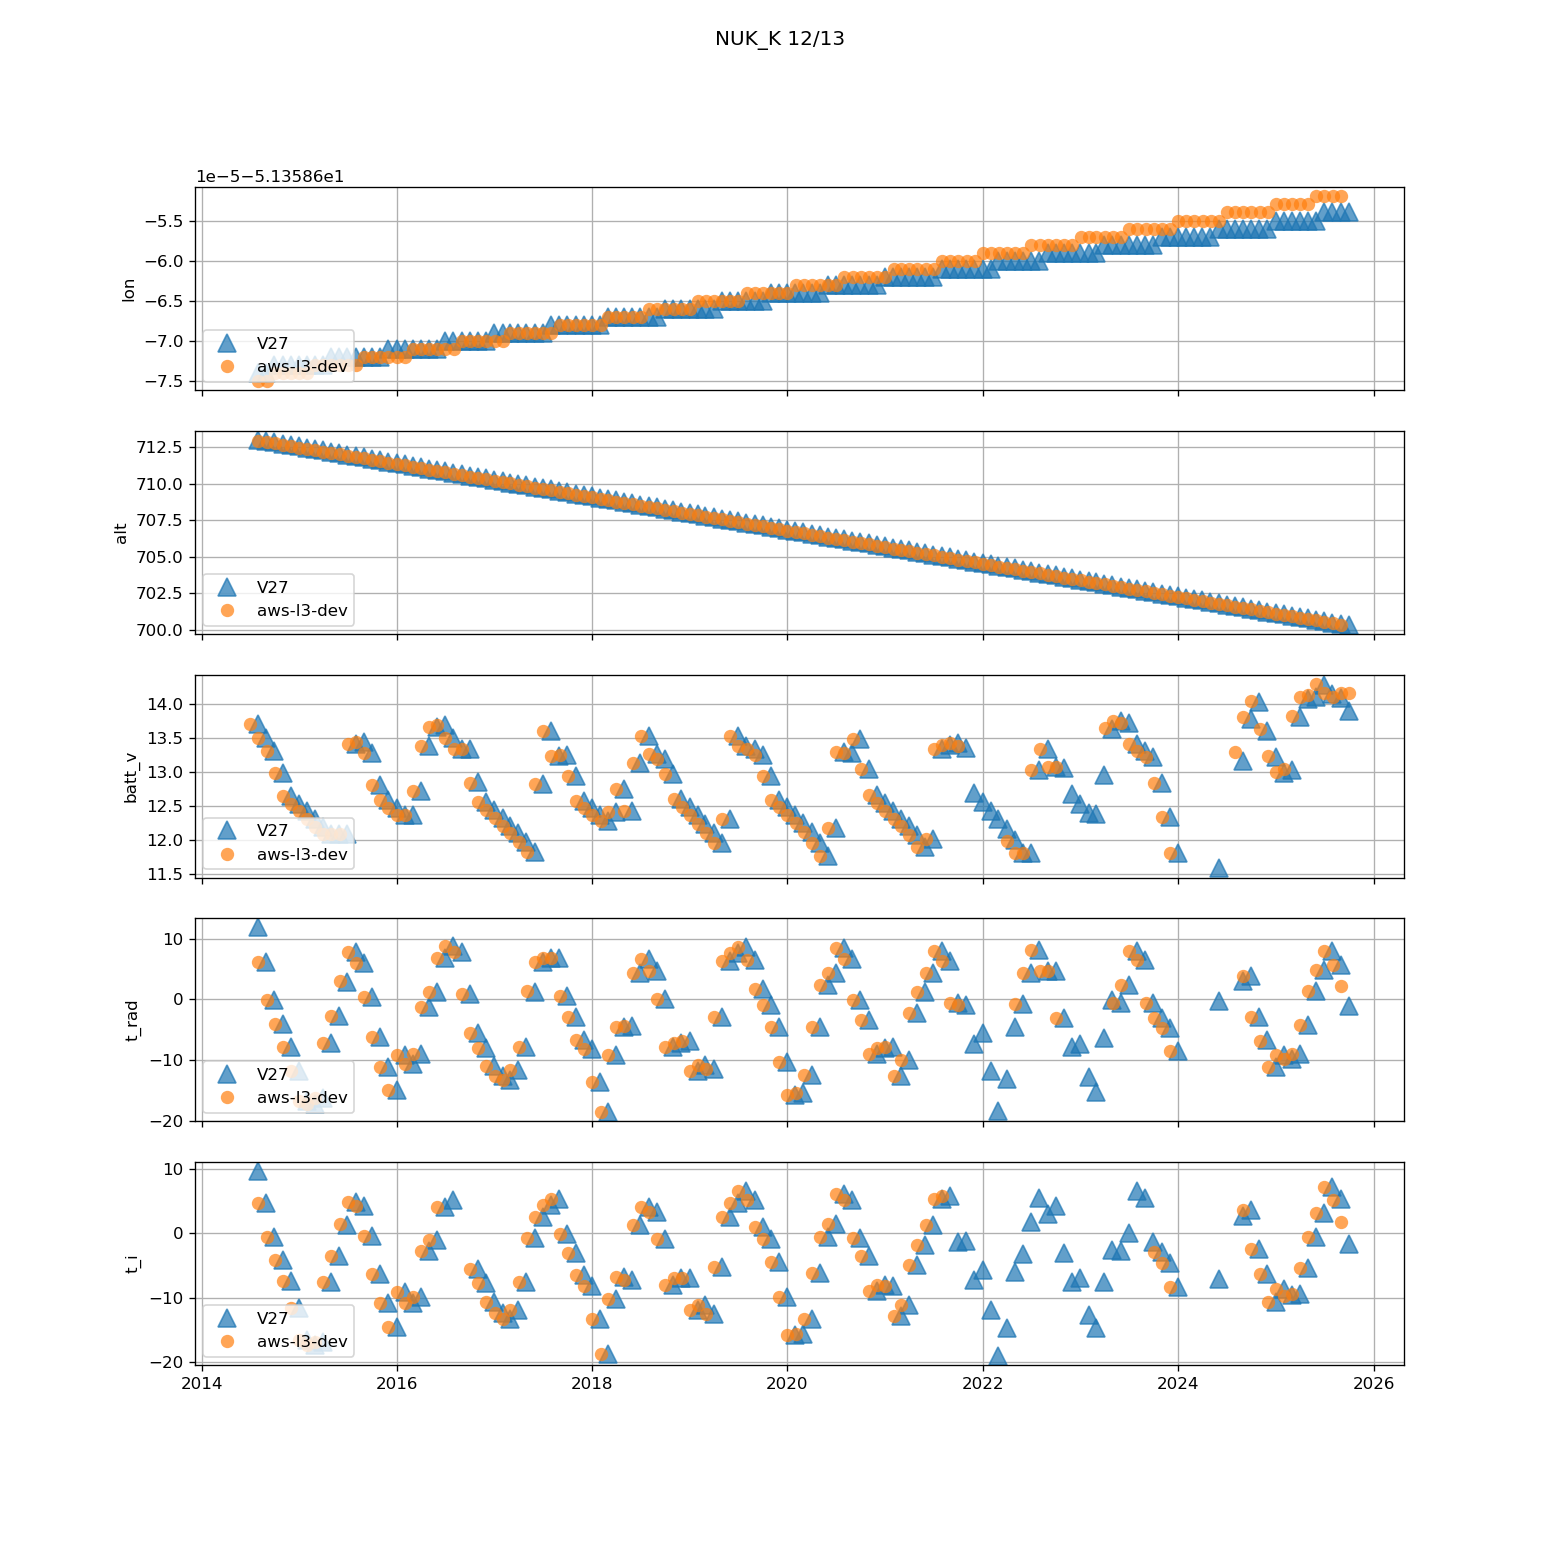 NUK_K 12/13
1e−5−5.13586e1
−5.5
−6.0
−6.5
−7.0
−7.5
lon
V27
aws-l3-dev
712.5
710.0
707.5
705.0
702.5
700.0
alt
V27
aws-l3-dev
14.0
13.5
13.0
12.5
12.0
11.5
batt_v
V27
aws-l3-dev
10
0
−10
−20
t_rad
V27
aws-l3-dev
10
0
−10
−20
t_i
V27
aws-l3-dev
2014
2016
2018
2020
2022
2024
2026